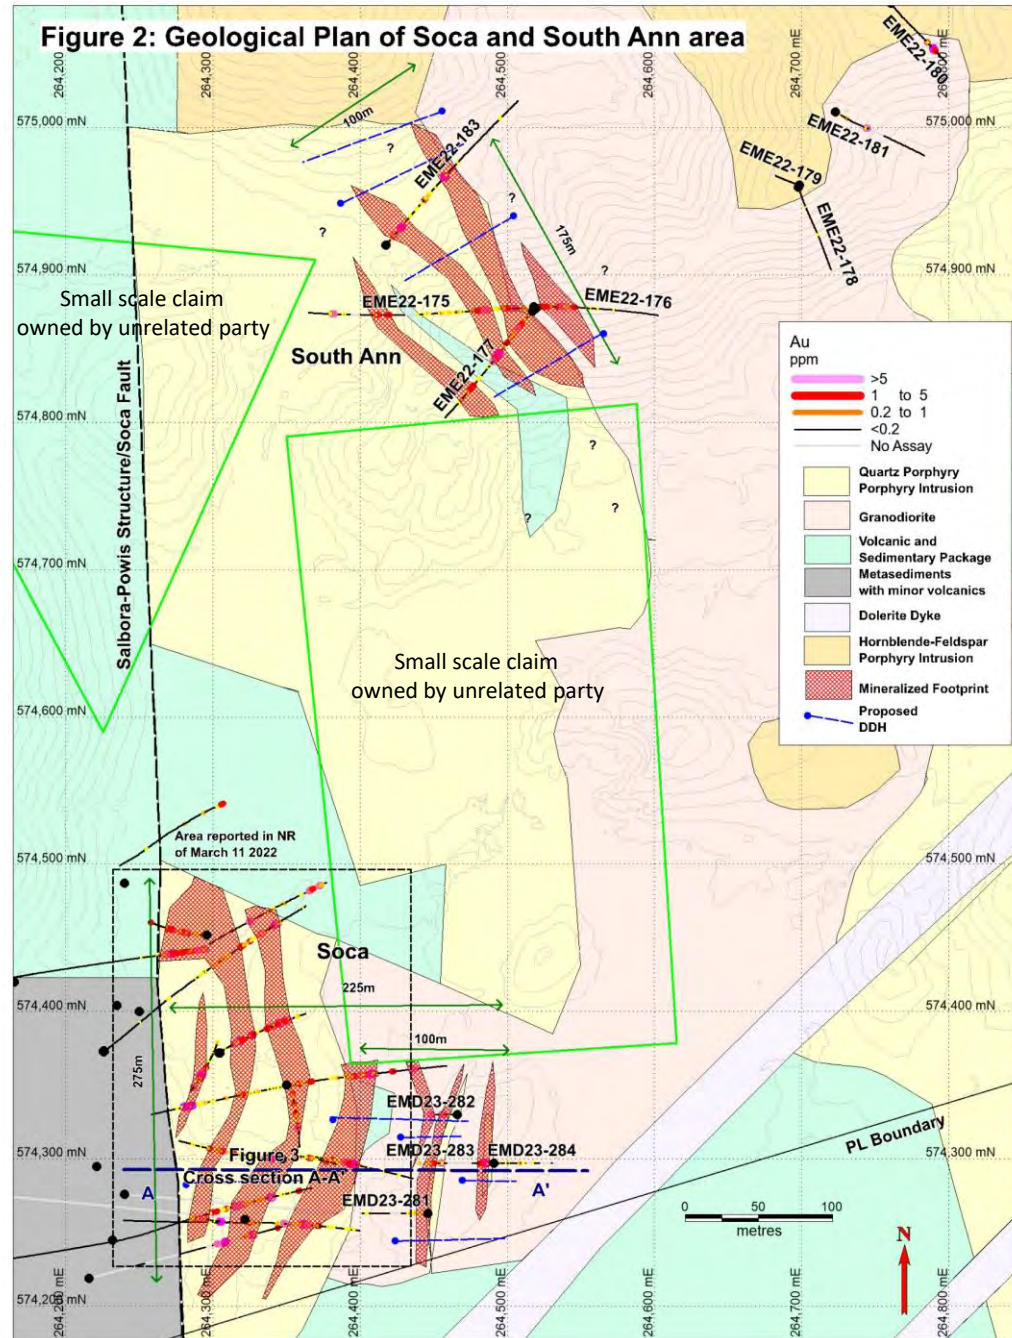 Figure 2: Geological Plan of Soca and South Ann area
264,200
264,300
264,400
264,500
264,600
264,700 mE
264,800 mE
EME22-180
100m
575,000 mN
575,000 mN
EME22-181
?
EME22-183
EME22-179
?
?
175m
EME22-178
574,900 mN
?
574,900 mN
Small scale claim
owned by unrelated party
EME22-175
EME22-176
South Ann
EME22-177
Au
ppm
>5
1 to 5
0.2 to 1
<0.2
No Assay
Quartz Porphyry
Porphyry Intrusion
Granodiorite
Volcanic and
Sedimentary Package
Metasediments
with minor volcanics
Dolerite Dyke
Hornblende-Feldspar
Porphyry Intrusion
Mineralized Footprint
Proposed
DDH
574,800 mN
?
?
?
Salbora-Powis Structure/Soca Fault
574,700 mN
Small scale claim
owned by unrelated party
574,600 mN
574,500 mN
574,500 mN
Area reported in NR
of March 11 2022
Soca
225m
574,400 mN
574,400 mN
100m
275m
EMD23-282
PL Boundary
574,300 mN
EMD23-283
EMD23-284
574,300 mN
Figure 3
Cross section A-A'
A
A'
EMD23-281
0 50 100
metres
N
574,200 mN
574,200 mN
264,200 mE
264,300 mE
264,400 mE
264,500 mE
264,600 mE
264,700 mE
264,800 mE